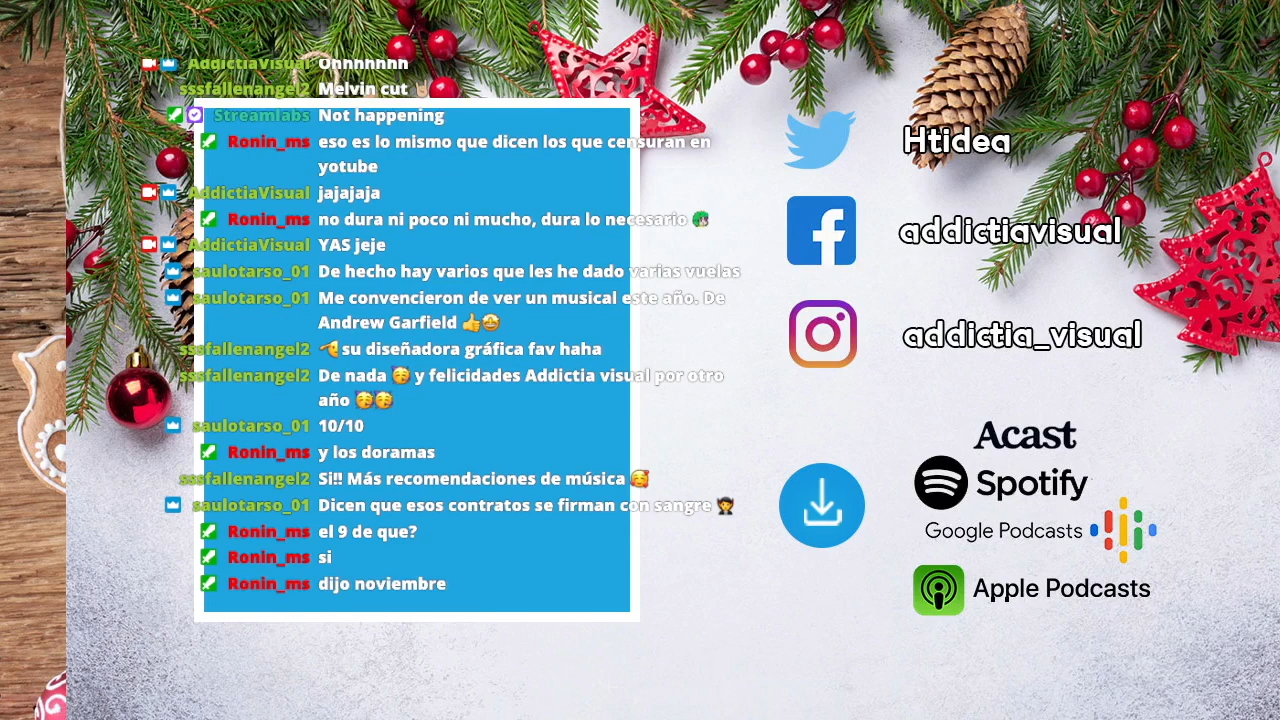 AddictiaVisual Ohhhhhhh
sssfallenangel2 Melvin cut
Streamlabs Not happening
Ronin_ms eso es lo mismo que dicen los que censuran en
yotube
AddictiaVisual jajajaja
Ronin_ms no dura ni poco ni mucho, dura lo necesario
AddictiaVisual YAS jeje
saulotarso_01 De hecho hay varios que les he dado varias vuelas
saulotarso_01 Me convencieron de ver un musical este año. De
Andrew Garfield 👍🤩
sssfallenangel2 su diseñadora gráfica fav haha
sssfallenangel2 De nada 🥳 y felicidades Addictia visual por otro
año 🥳🥳
saulotarso_01 10/10
Ronin_ms y los doramas
sssfallenangel2 Si!! Más recomendaciones de música 🥰
saulotarso_01 Dicen que esos contratos se firman con sangre
Ronin_ms el 9 de que?
Ronin_ms si
Ronin_ms dijo noviembre
Htidea
addictiavisual
addictia_visual
Acast
Spotify
Google Podcasts
Apple Podcasts